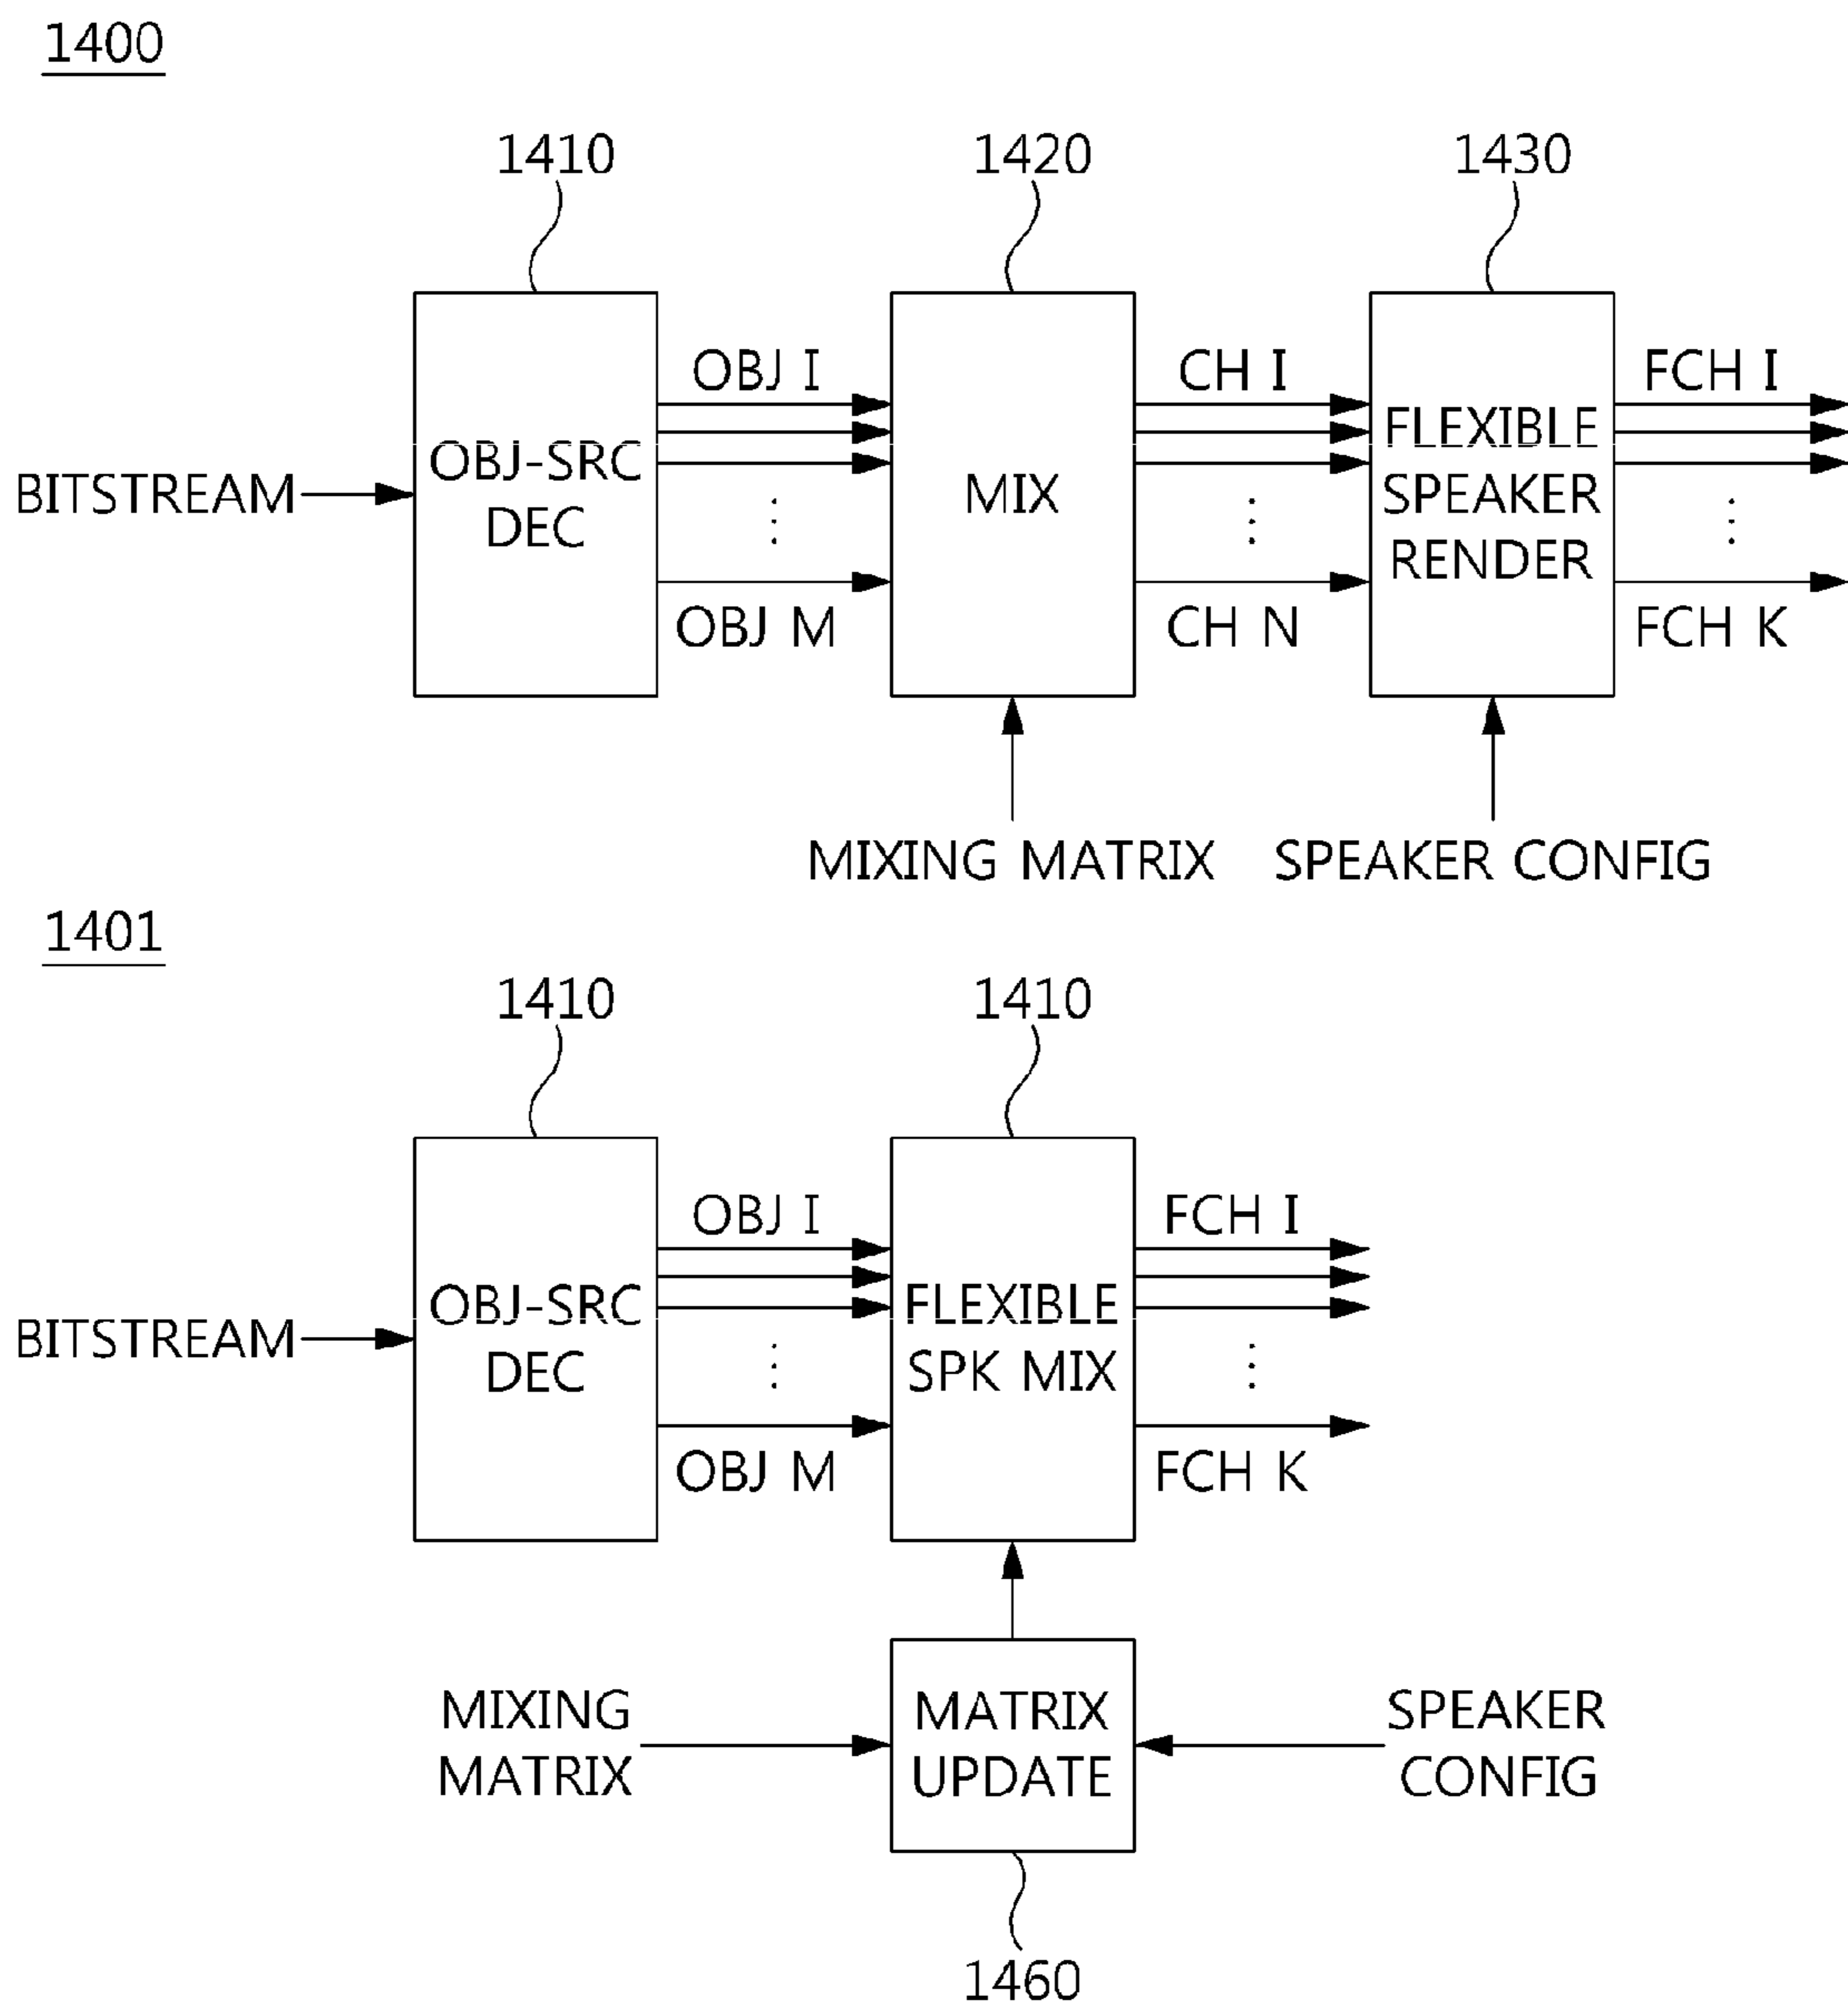 1400
1410
1420
1430
OBJ I
CH I
FCH I
BITSTREAM
OBJ-SRC
DEC
MIX
FLEXIBLE
SPEAKER
RENDER
OBJ M
CH N
FCH K
MIXING MATRIX
SPEAKER CONFIG
1401
1410
1410
OBJ I
FCH I
BITSTREAM
OBJ-SRC
DEC
FLEXIBLE
SPK MIX
OBJ M
FCH K
MIXING
MATRIX
MATRIX
UPDATE
SPEAKER
CONFIG
1460